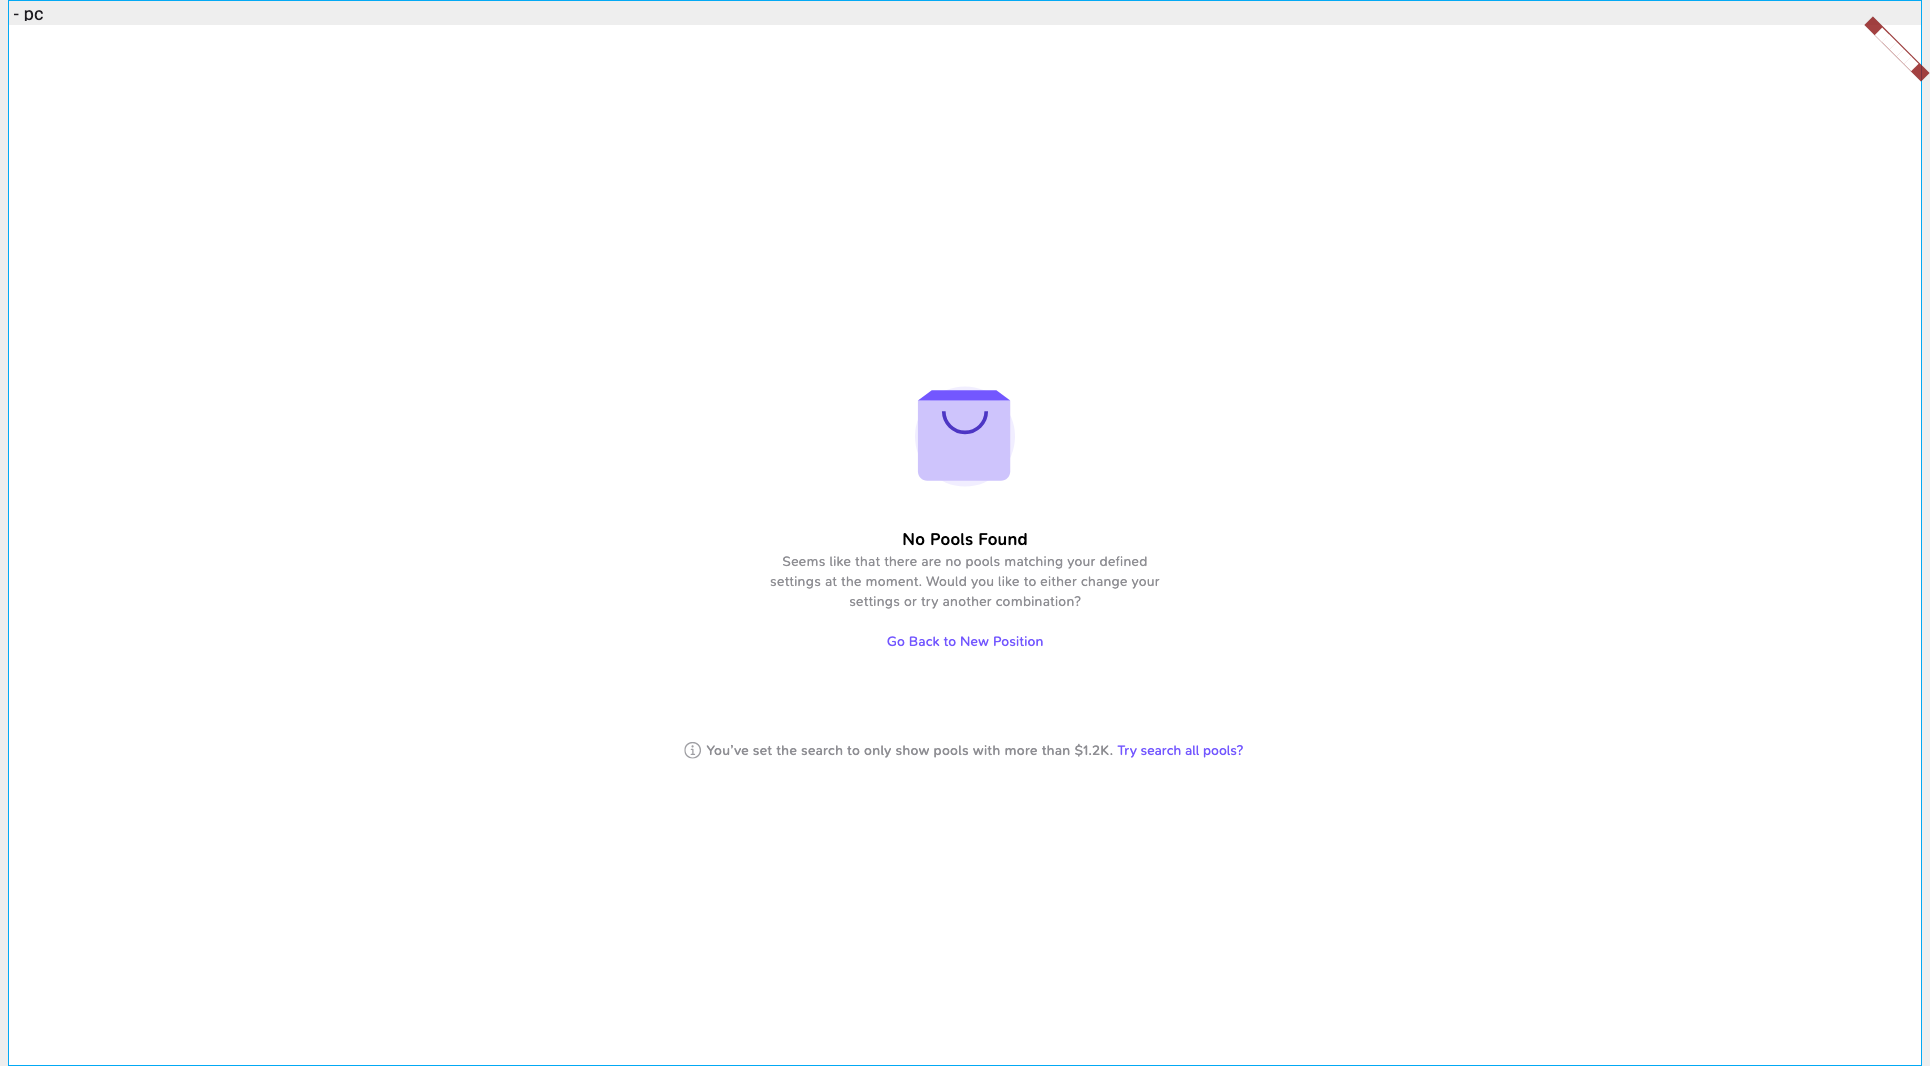 - pc
No Pools Found
Seems like that there are no pools matching your defined
settings at the moment. Would you like to either change your
settings or try another combination?
Go Back to New Position
You've set the search to only show pools with more than $1.2K. Try search all pools?